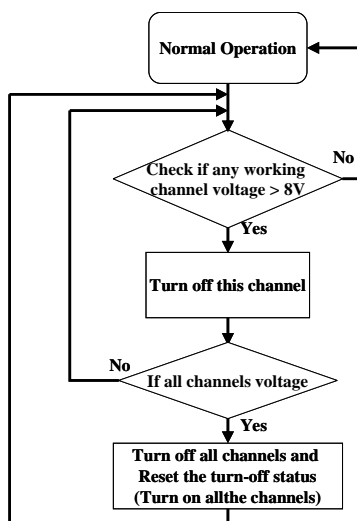 Normal Operation
Check if any working
channel voltage > 8V
No
Yes
Turn off this channel
No
If all channels voltage
Yes
Turn off all channels and
Reset the turn-off status
(Turn on allthe channels)